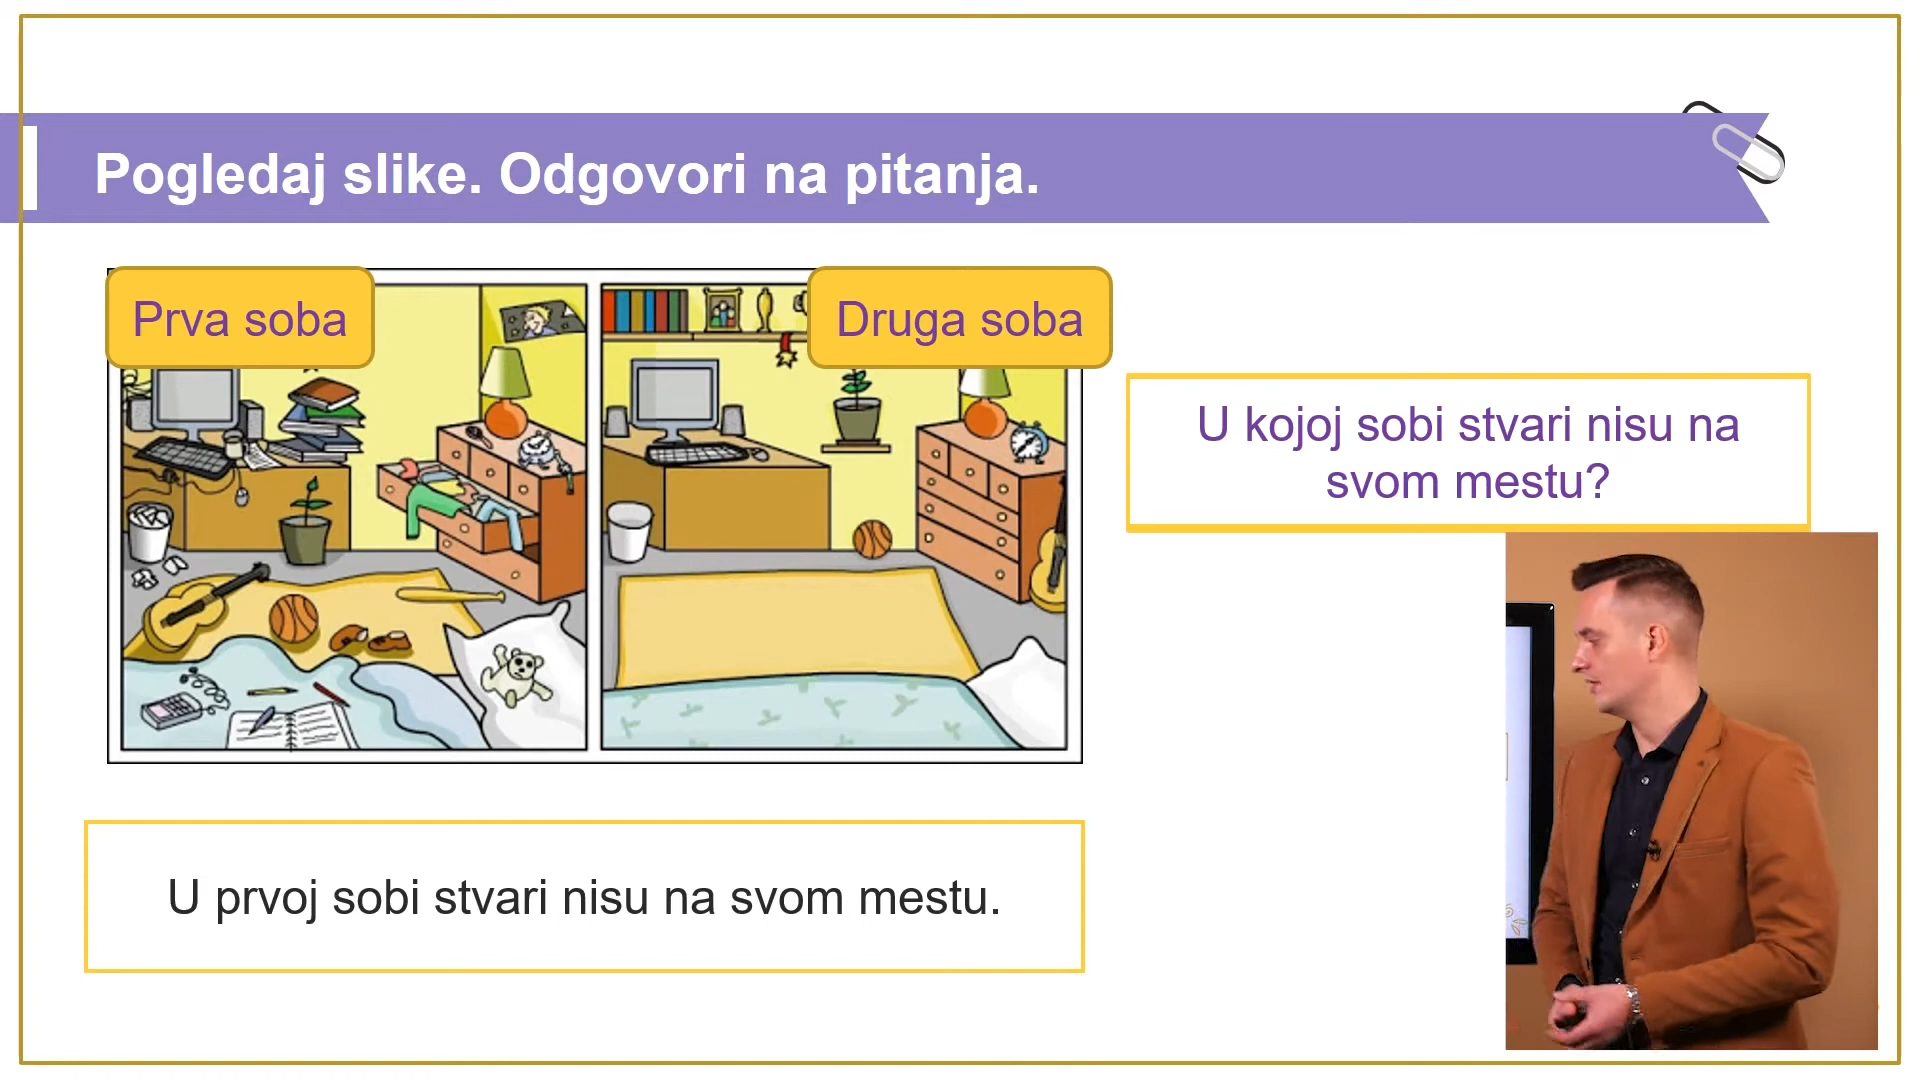 Pogledaj slike. Odgovori na pitanja.
Prva soba
Druga soba
U kojoj sobi stvari nisu na
svom mestu?
U prvoj sobi stvari nisu na svom mestu.